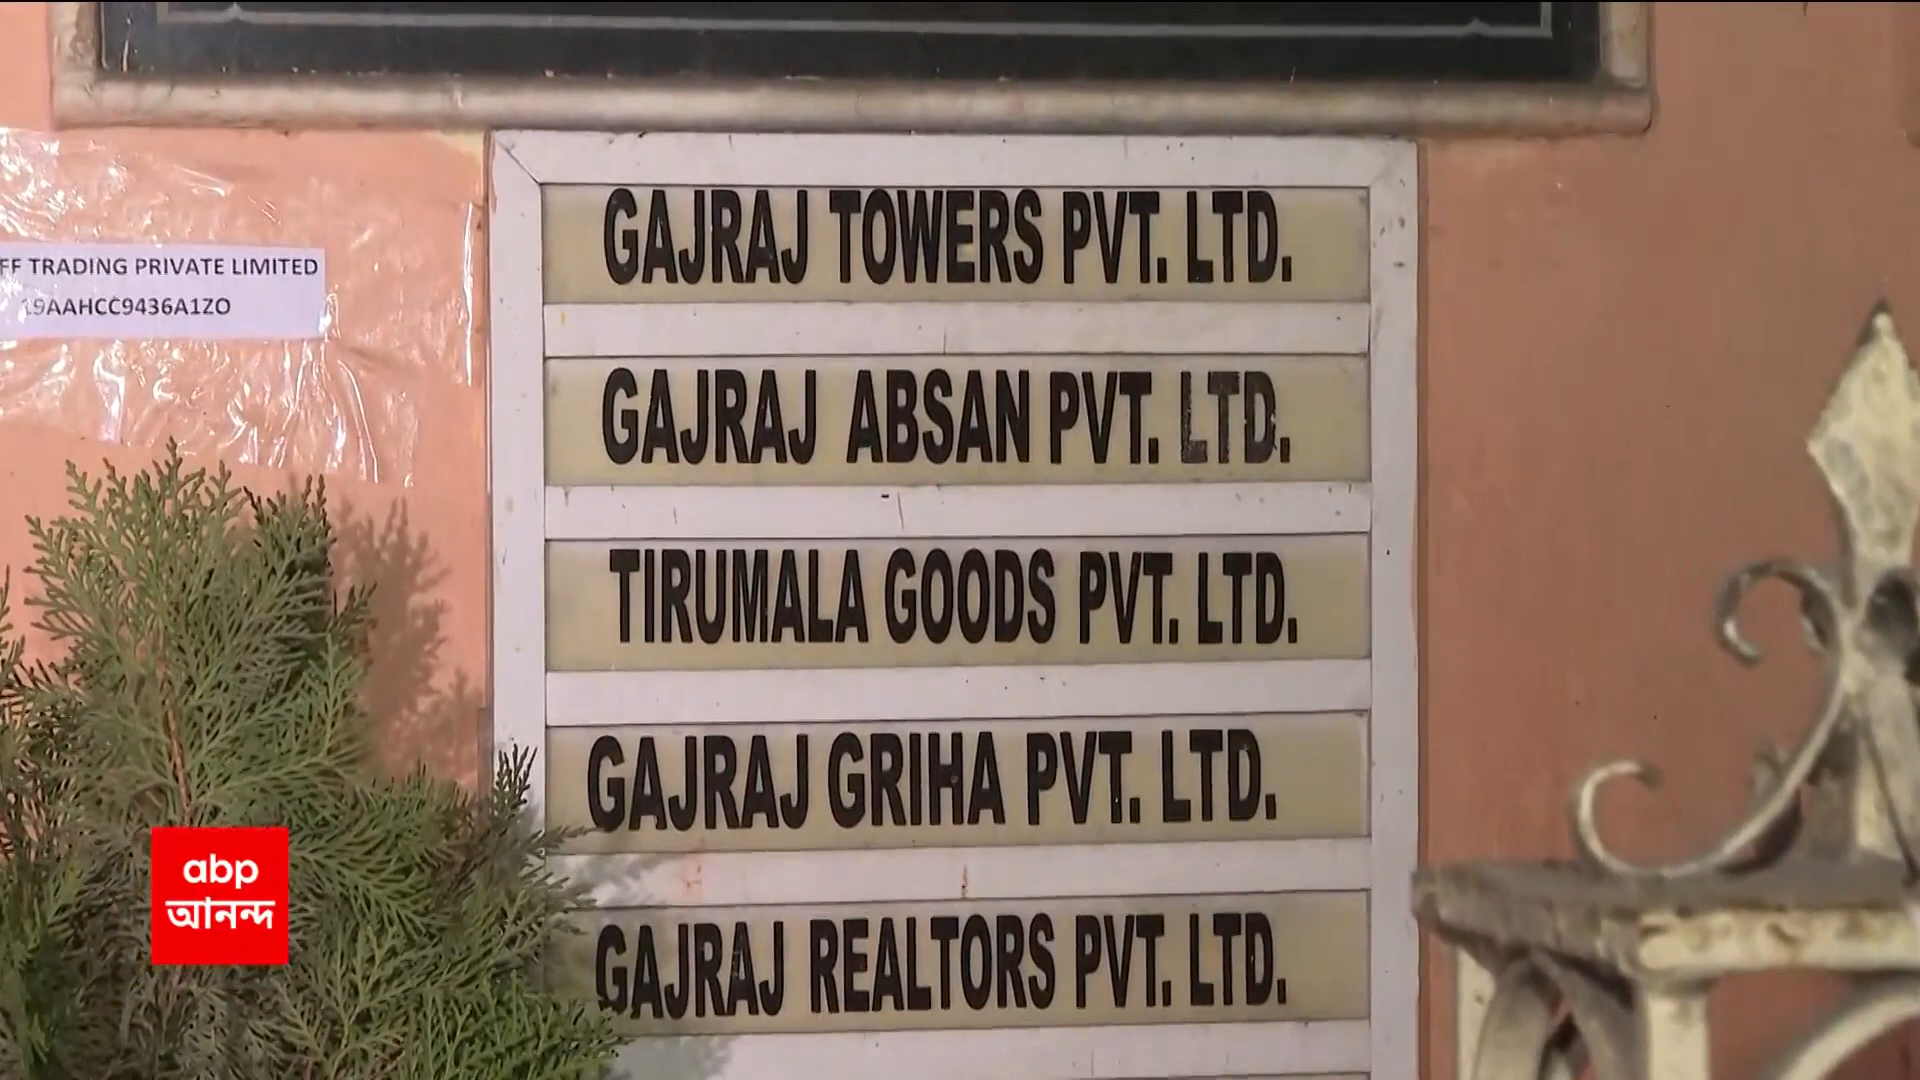 TRADING PRIVATE LIMITED
19AAHCC9436A1ZO
GAJRAJ TOWERS PVT. LTD.
GAJRAJ ABSAN PVT. LTD.
TIRUMALA GOODS PVT. LTD.
GAJRAJ GRIHA PVT. LTD.
GAJRAJ REALTORS PVT. LTD.
abp
আনন্দ